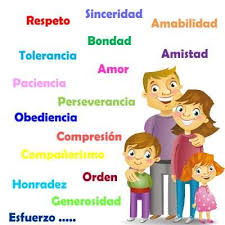 Respeto
Sinceridad
Amabilidad
Bondad
Tolerancia
Amistad
Amor
Paciencia
Perseverancia
Obediencia
Compresión
Compañerismo
Orden
Honradez
Generosidad
Esfuerzo .....